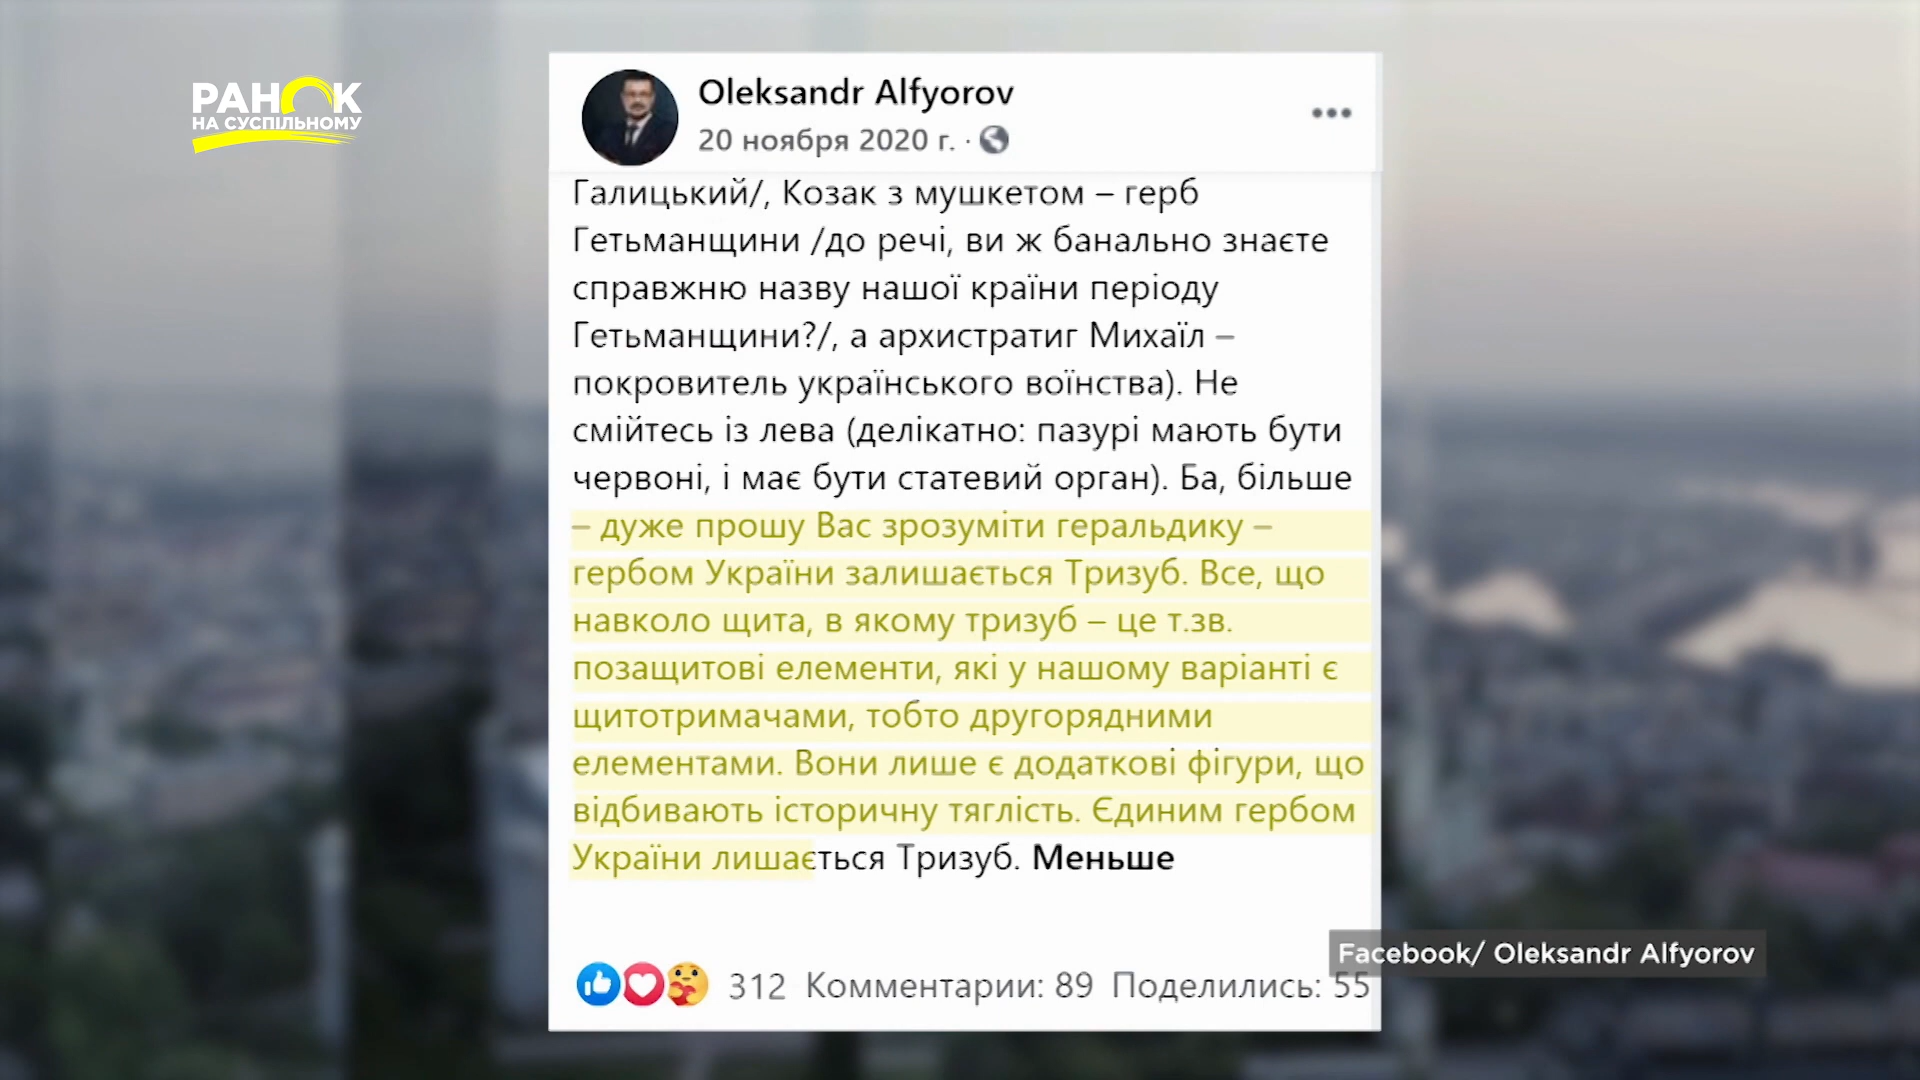 РАНОК
НА СУСПІЛЬНОМУ
Oleksandr Alfyorov
20 ноября 2020 г. ·
Галицький/, Козак з мушкетом – герб
Гетьманщини /до речі, ви ж банально знаєте
справжню назву нашої країни періоду
Гетьманщини?/, а архистратиг Михаїл –
покровитель українського воїнства). Не
смійтесь із лева (делікатно: пазурі мають бути
червоні, і має бути статевий орган). Ба, більше
– дуже прошу Вас зрозуміти геральдику –
гербом України залишається Тризуб. Все, що
навколо щита, в якому тризуб – це т.зв.
позащитові елементи, які у нашому варіанті є
щитотримачами, тобто другорядними
елементами. Вони лише є додаткові фігури, що
відбивають історичну тяглість. Єдиним гербом
України лишається Тризуб. Меньше
Facebook/ Oleksandr Alfyorov
312 Комментарии: 89 Поделились: 55